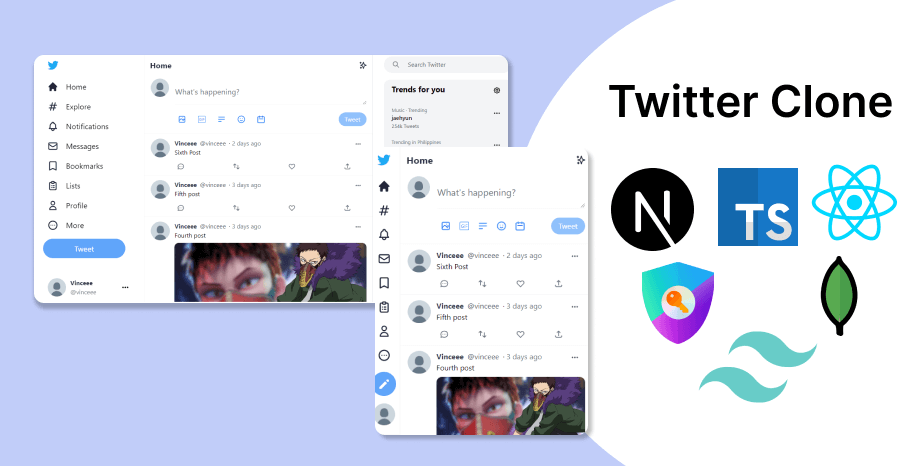 Home
Search Twitter
Home
Explore
Notifications
Messages
Bookmarks
Lists
Profile
More
Tweet
Vinceee
@vinceee
What's happening?
Tweet
Vinceee @vinceee · 2 days ago
Sixth Post
Vinceee @vinceee · 3 days ago
Fifth post
Vinceee @vinceee · 3 days ago
Fourth post
Trends for you
Music · Trending
jaehyun
254k Tweets
Trending in Philippines
Home
What's happening?
GIF
Tweet
Vinceee @vinceee · 2 days ago
Sixth Post
Vinceee @vinceee · 3 days ago
Fifth post
Vinceee @vinceee · 3 days ago
Fourth post
Twitter Clone
N
TS